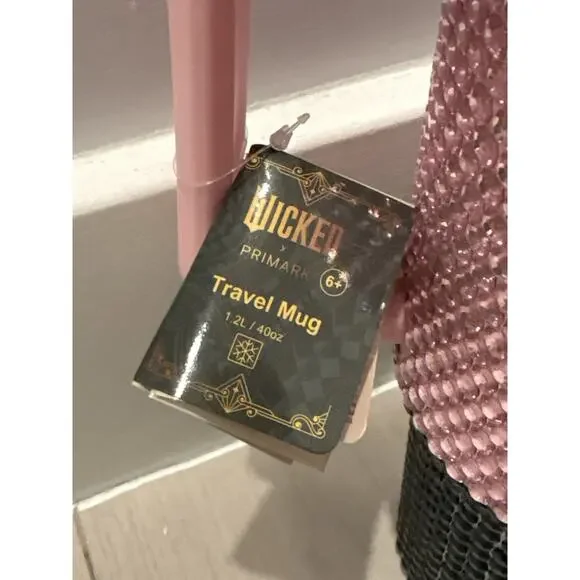 WICKED
x
PRIMARK
6+
Travel Mug
1.2L / 40oz